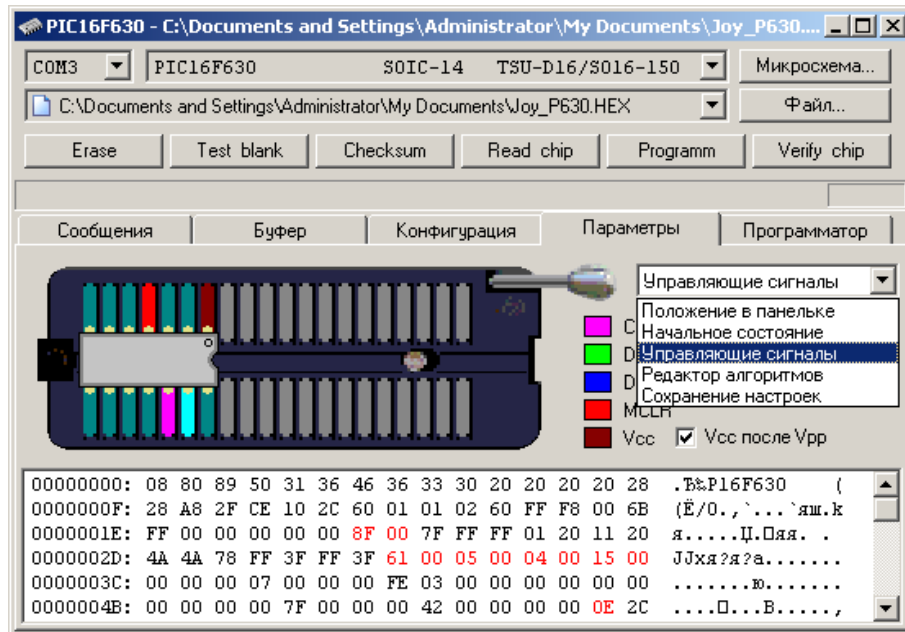 PIC16F630 - C:\Documents and Settings\Administrator\My Documents\Joy_P630....
COM3 PIC16F630 SOIC-14 TSU-D16/SO16-150 Микросхема...
C:\Documents and Settings\Administrator\My Documents\Joy_P630.HEX Файл...
Erase Test blank Checksum Read chip Programm Verify chip
Сообщения Буфер Конфигурация Параметры Программатор
Управляющие сигналы
Положение в панельке
Начальное состояние
Управляющие сигналы
Редактор алгоритмов
Сохранение настроек
C
D
D
MCLR
Vcc Vcc после Vpp
00000000: 08 80 89 50 31 36 46 36 33 30 20 20 20 20 28 .Ђ‰P16F630 (
0000000F: 28 A8 2F CE 10 2C 60 01 01 02 60 FF F8 00 6B (Ё/О.,`...`яш.k
0000001E: FF 00 00 00 00 00 8F 00 7F FF FF 01 20 11 20 я.....Џ.яя. .
0000002D: 4A 4A 78 FF 3F FF 3F 61 00 05 00 04 00 15 00 JJxя?я?a.......
0000003C: 00 00 00 07 00 00 00 FE 03 00 00 00 00 00 00 .......ю.......
0000004B: 00 00 00 00 7F 00 00 00 42 00 00 00 00 0E 2C .......B.....,